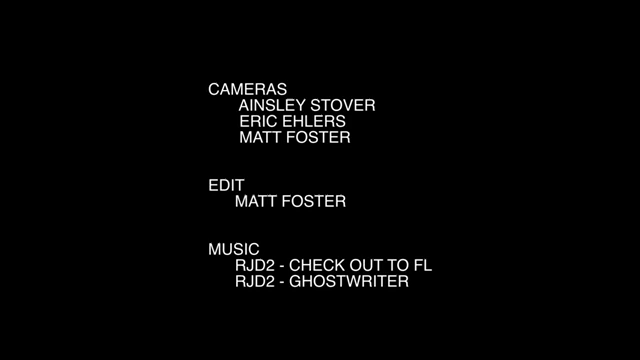 CAMERAS
AINSLEY STOVER
ERIC EHLERS
MATT FOSTER
EDIT
MATT FOSTER
MUSIC
RJD2 - CHECK OUT TO FL
RJD2 - GHOSTWRITER